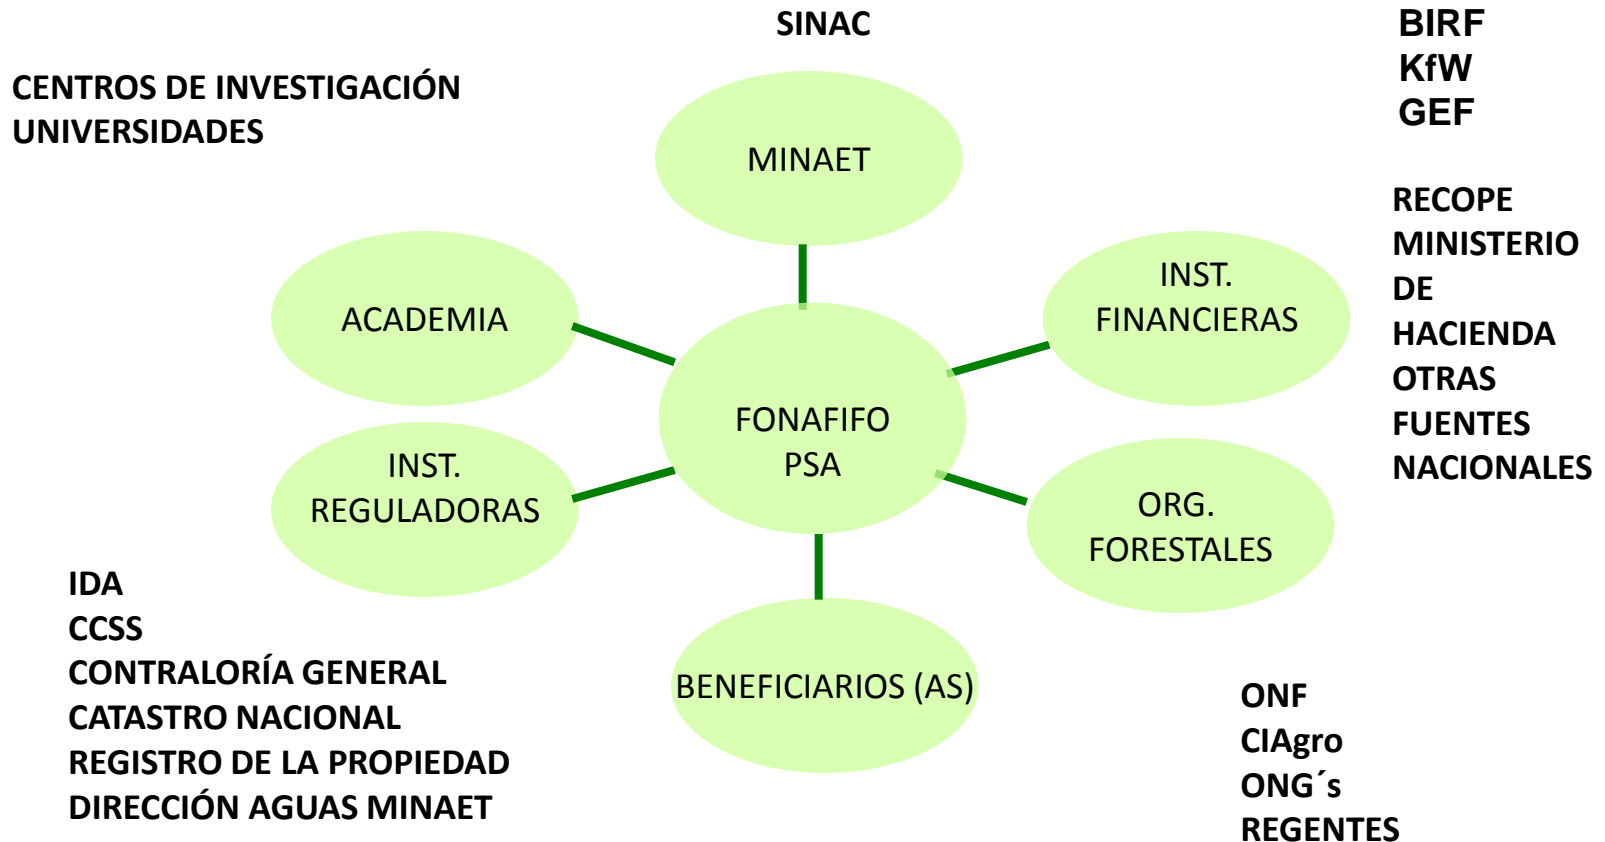 SINAC
BIRF
KfW
GEF
CENTROS DE INVESTIGACIÓN
UNIVERSIDADES
MINAET
RECOPE
MINISTERIO
DE
HACIENDA
OTRAS
FUENTES
NACIONALES
INST.
FINANCIERAS
ACADEMIA
FONAFIFO
PSA
INST.
REGULADORAS
ORG.
FORESTALES
BENEFICIARIOS (AS)
IDA
CCSS
CONTRALORÍA GENERAL
CATASTRO NACIONAL
REGISTRO DE LA PROPIEDAD
DIRECCIÓN AGUAS MINAET
ONF
CIAgro
ONG´s
REGENTES